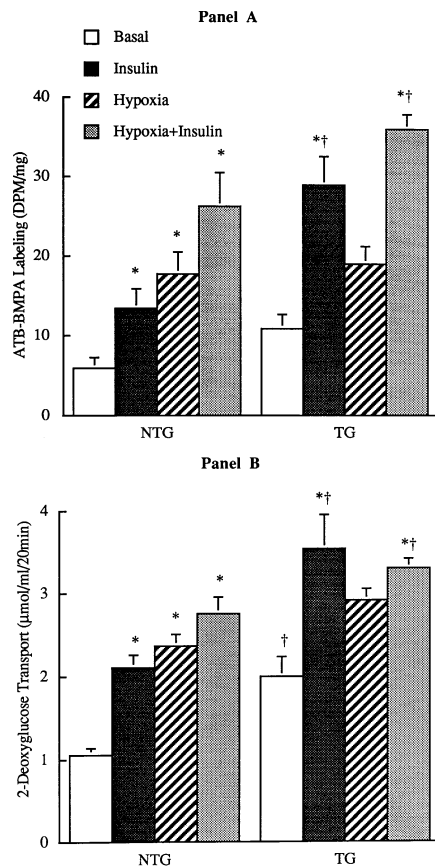 Panel A
Basal
Insulin
Hypoxia
Hypoxia+Insulin
ATB-BMPA Labeling (DPM/mg)
40
30
20
10
0
*
*
*
*†
*†
NTG
TG
Panel B
2-Deoxyglucose Transport (μmol/ml/20min)
4
3
2
1
0
*
*
*
†
*†
*†
NTG
TG